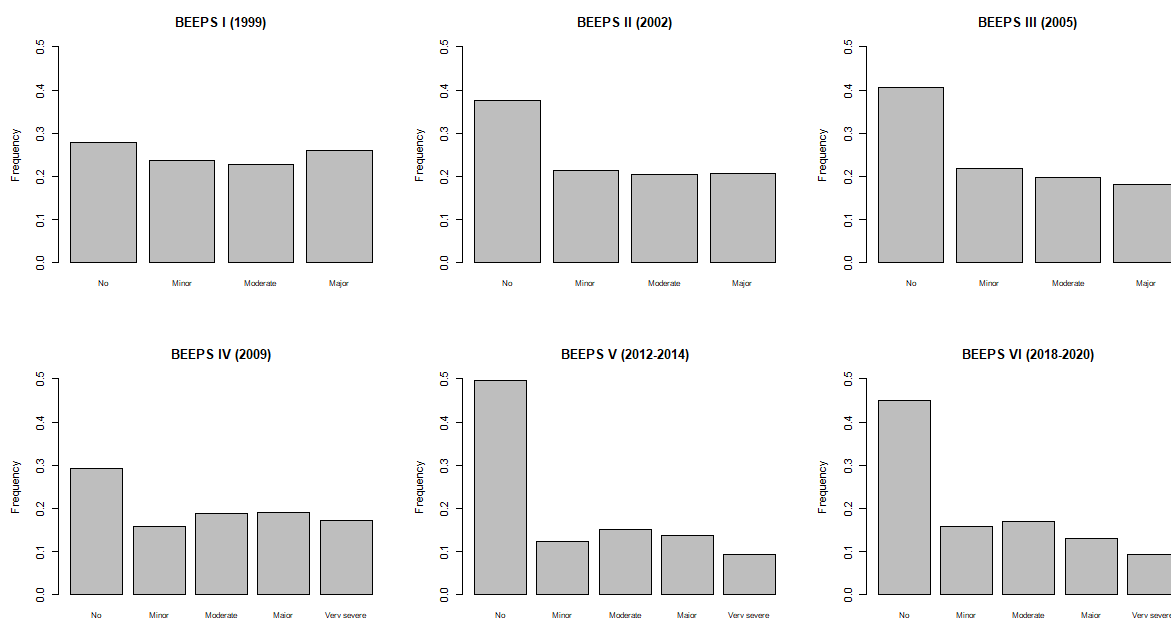 BEEPS I (1999)
Frequency
0.5
0.4
0.3
0.2
0.1
0.0
No Minor Moderate Major
BEEPS II (2002)
Frequency
0.5
0.4
0.3
0.2
0.1
0.0
No Minor Moderate Major
BEEPS III (2005)
Frequency
0.5
0.4
0.3
0.2
0.1
0.0
No Minor Moderate Major
BEEPS IV (2009)
Frequency
0.5
0.4
0.3
0.2
0.1
0.0
No Minor Moderate Major Very severe
BEEPS V (2012-2014)
Frequency
0.5
0.4
0.3
0.2
0.1
0.0
No Minor Moderate Major Very severe
BEEPS VI (2018-2020)
Frequency
0.5
0.4
0.3
0.2
0.1
0.0
No Minor Moderate Major Very severe